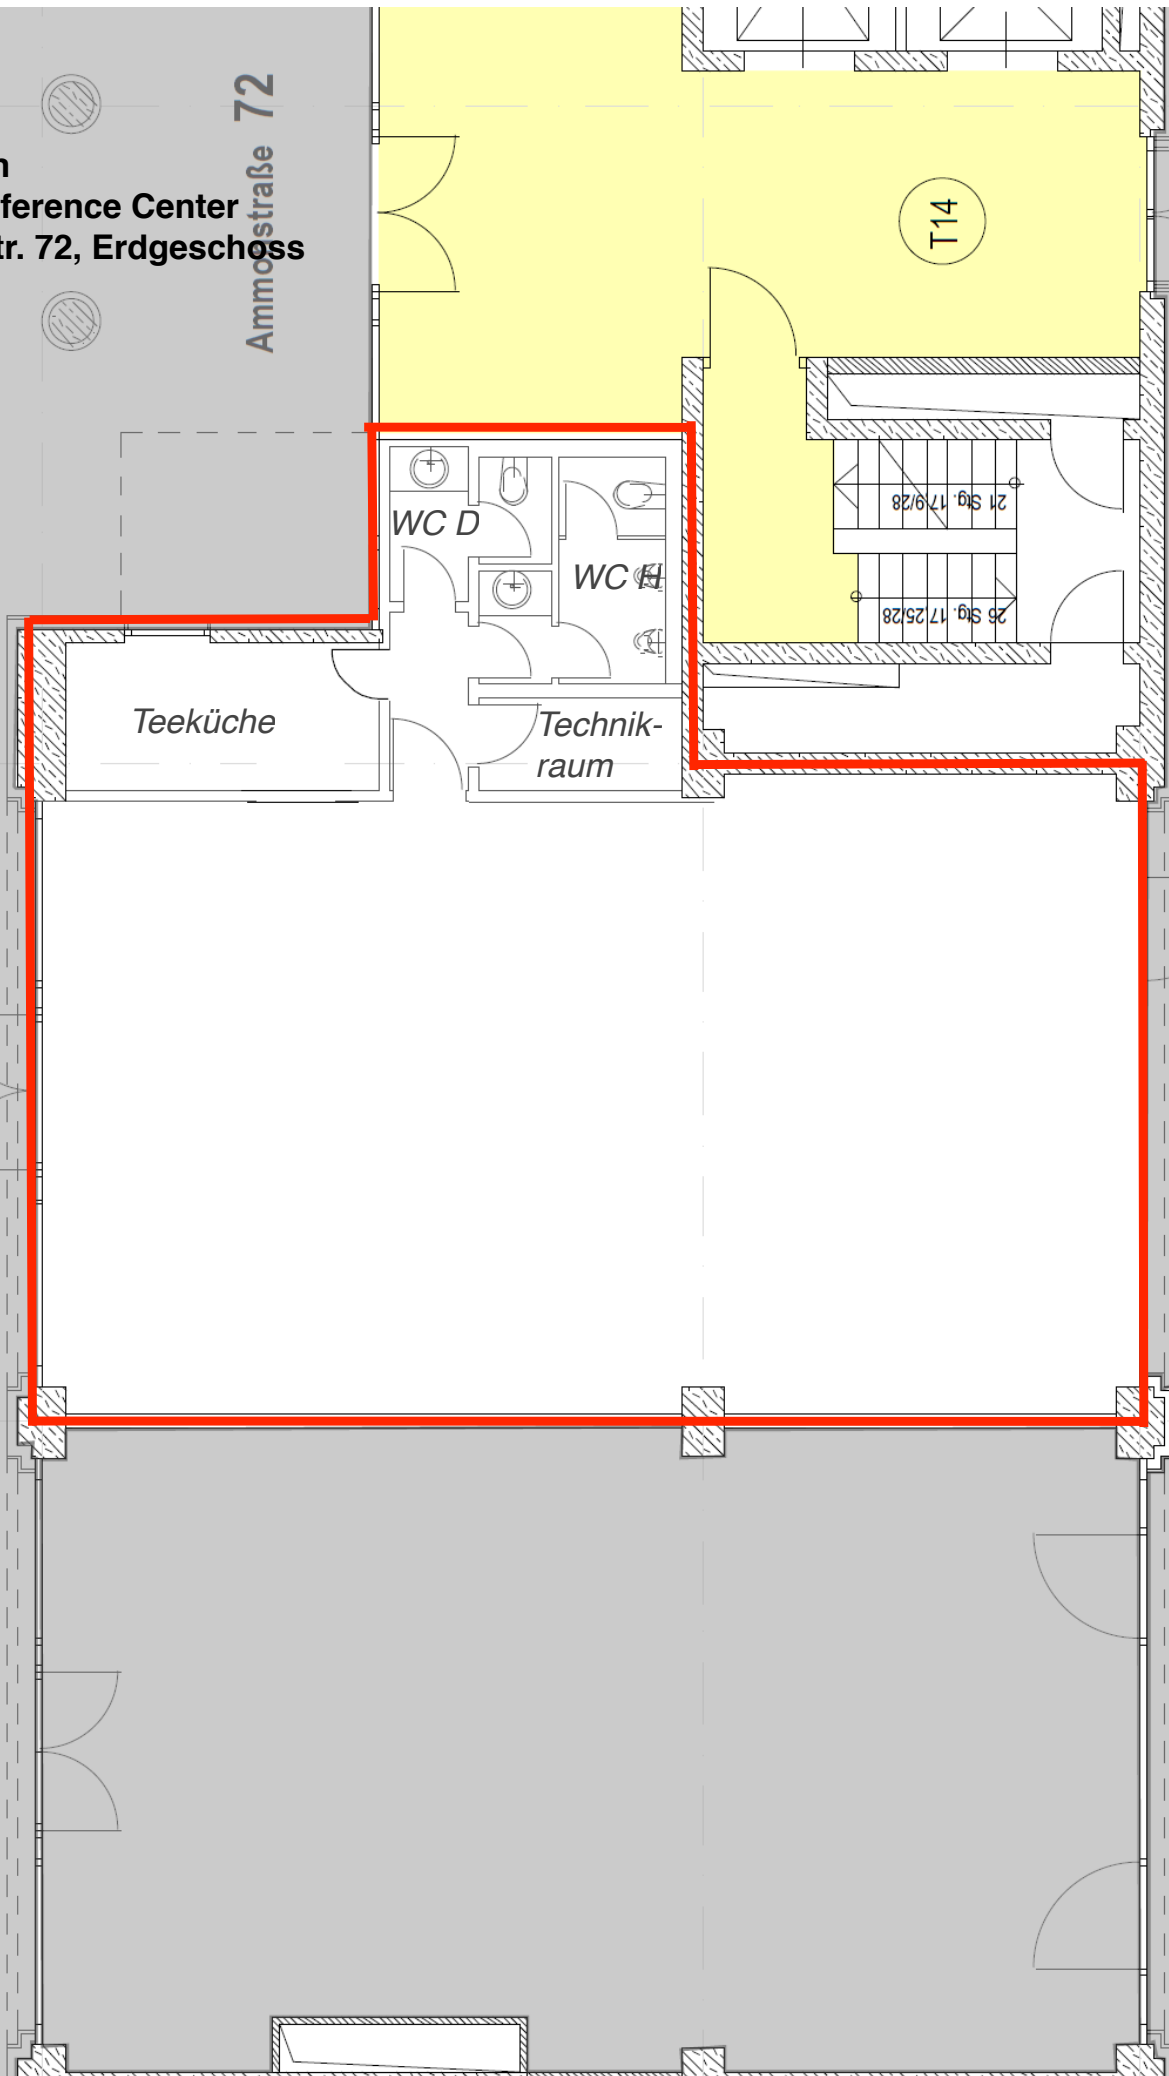 n
ference Center
tr. 72, Erdgeschoss
Ammonstraße 72
T14
WC D
WC H
21 Stg. 17,9/28
26 Stg. 17,25/28
Teeküche
Technik-
raum